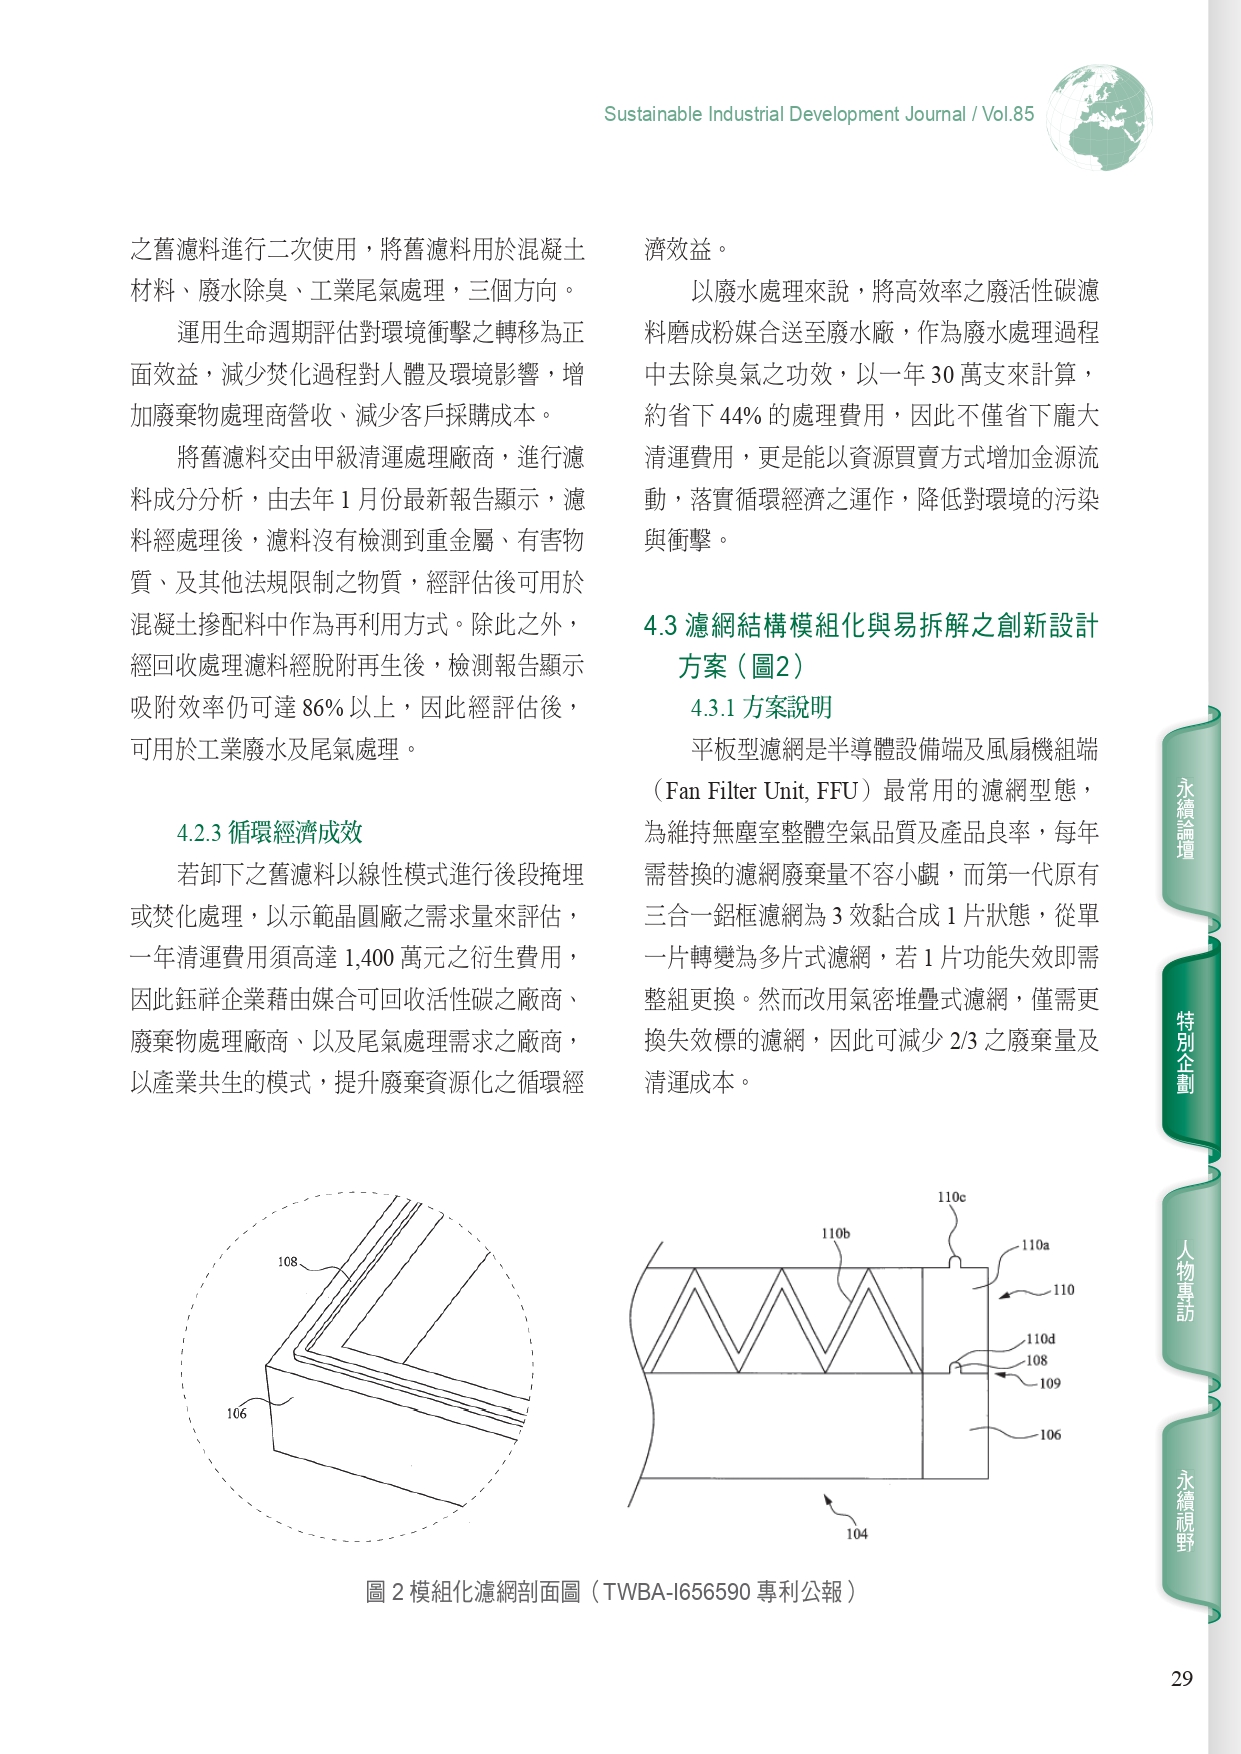 Sustainable Industrial Development Journal / Vol.85
之舊濾料進行二次使用，將舊濾料用於混凝土
材料、廢水除臭、工業尾氣處理，三個方向。
運用生命週期評估對環境衝擊之轉移為正
面效益，減少焚化過程對人體及環境影響，增
加廢棄物處理商營收、減少客戶採購成本。
將舊濾料交由甲級清運處理廠商，進行濾
料成分分析，由去年 1 月份最新報告顯示，濾
料經處理後，濾料沒有檢測到重金屬、有害物
質、及其他法規限制之物質，經評估後可用於
混凝土摻配料中作為再利用方式。除此之外，
經回收處理濾料經脫附再生後，檢測報告顯示
吸附效率仍可達 86% 以上，因此經評估後，
可用於工業廢水及尾氣處理。
4.2.3 循環經濟成效
若卸下之舊濾料以線性模式進行後段掩埋
或焚化處理，以示範晶圓廠之需求量來評估，
一年清運費用須高達 1,400 萬元之衍生費用，
因此鈺祥企業藉由媒合可回收活性碳之廠商、
廢棄物處理廠商、以及尾氣處理需求之廠商，
以產業共生的模式，提升廢棄資源化之循環經
濟效益。
以廢水處理來說，將高效率之廢活性碳濾
料磨成粉媒合送至廢水廠，作為廢水處理過程
中去除臭氣之功效，以一年 30 萬支來計算，
約省下 44% 的處理費用，因此不僅省下龐大
清運費用，更是能以資源買賣方式增加金源流
動，落實循環經濟之運作，降低對環境的污染
與衝擊。
4.3 濾網結構模組化與易拆解之創新設計
方案（圖2）
4.3.1 方案說明
平板型濾網是半導體設備端及風扇機組端
（Fan Filter Unit, FFU）最常用的濾網型態，
為維持無塵室整體空氣品質及產品良率，每年
需替換的濾網廢棄量不容小覷，而第一代原有
三合一鋁框濾網為 3 效黏合成 1 片狀態，從單
一片轉變為多片式濾網，若 1 片功能失效即需
整組更換。然而改用氣密堆疊式濾網，僅需更
換失效標的濾網，因此可減少 2/3 之廢棄量及
清運成本。
108
106
110c
110b
110a
110
110d
108
109
106
104
圖 2 模組化濾網剖面圖（TWBA-I656590 專利公報）
永續論壇
特別企劃
人物專訪
永續視野
29